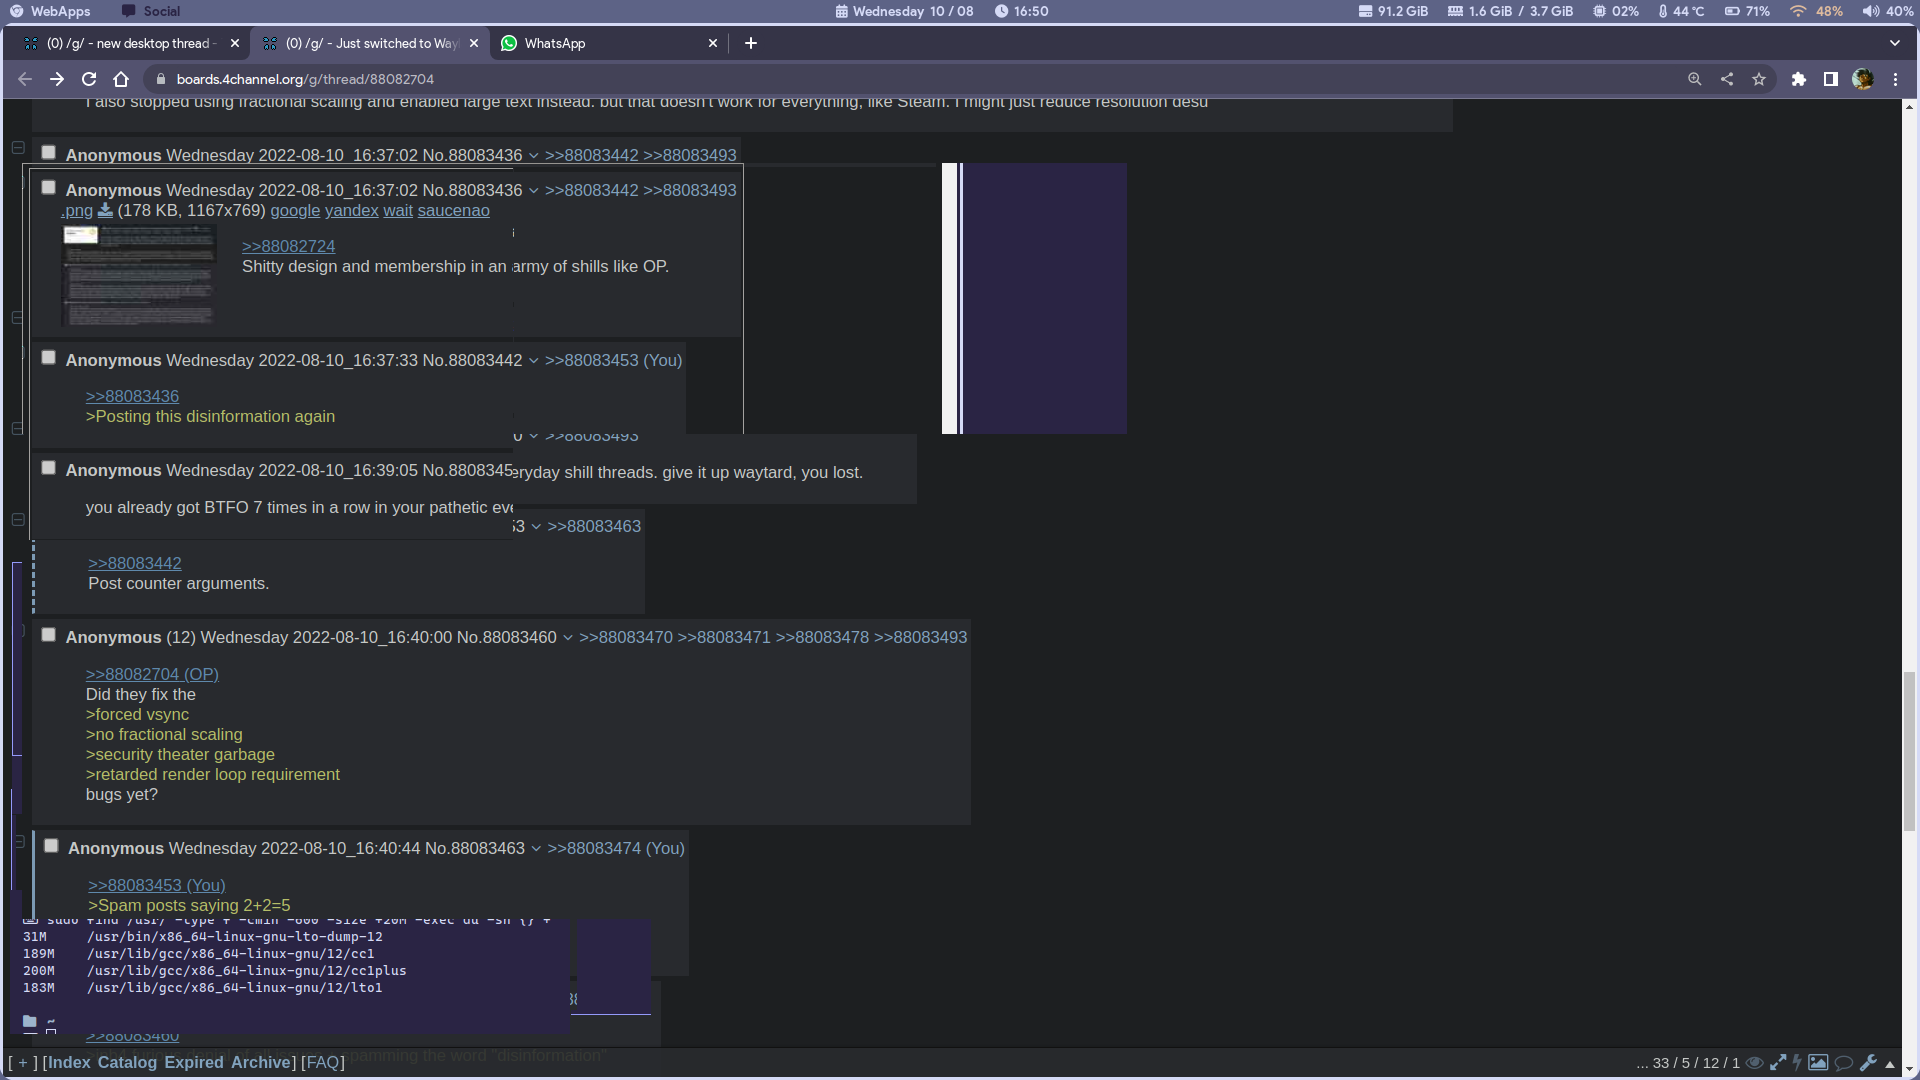 WebApps Social Wednesday 10 / 08 16:50 91.2 GiB 1.6 GiB / 3.7 GiB 02% 44 °C 71% 48% 40%
(0) /g/ - new desktop thread - (0) /g/ - Just switched to Way WhatsApp
boards.4channel.org/g/thread/88082704
I also stopped using fractional scaling and enabled large text instead. but that doesn't work for everything, like Steam. I might just reduce resolution desu
Anonymous Wednesday 2022-08-10_16:37:02 No.88083436 >>88083442 >>88083493
Anonymous Wednesday 2022-08-10_16:37:02 No.88083436 >>88083442 >>88083493
.png (178 KB, 1167x769) google yandex wait saucenao
>>88082724
Shitty design and membership in an army of shills like OP.
Anonymous Wednesday 2022-08-10_16:37:33 No.88083442 >>88083453 (You)
>>88083436
>Posting this disinformation again
0 >>88083493
Anonymous Wednesday 2022-08-10_16:39:05 No.8808345
eryday shill threads. give it up waytard, you lost.
you already got BTFO 7 times in a row in your pathetic eve
53 >>88083463
>>88083442
Post counter arguments.
Anonymous (12) Wednesday 2022-08-10_16:40:00 No.88083460 >>88083470 >>88083471 >>88083478 >>88083493
>>88082704 (OP)
Did they fix the
>forced vsync
>no fractional scaling
>security theater garbage
>retarded render loop requirement
bugs yet?
Anonymous Wednesday 2022-08-10_16:40:44 No.88083463 >>88083474 (You)
>>88083453 (You)
>Spam posts saying 2+2=5
sudo find /usr/ -type f -cmin -600 -size +20M -exec du -sh {} +
31M /usr/bin/x86_64-linux-gnu-lto-dump-12
189M /usr/lib/gcc/x86_64-linux-gnu/12/cc1
200M /usr/lib/gcc/x86_64-linux-gnu/12/cc1plus
183M /usr/lib/gcc/x86_64-linux-gnu/12/lto1
~
>>88083460
spamming the word "disinformation"
[ + ] [Index Catalog Expired Archive] [FAQ] ... 33 / 5 / 12 / 1